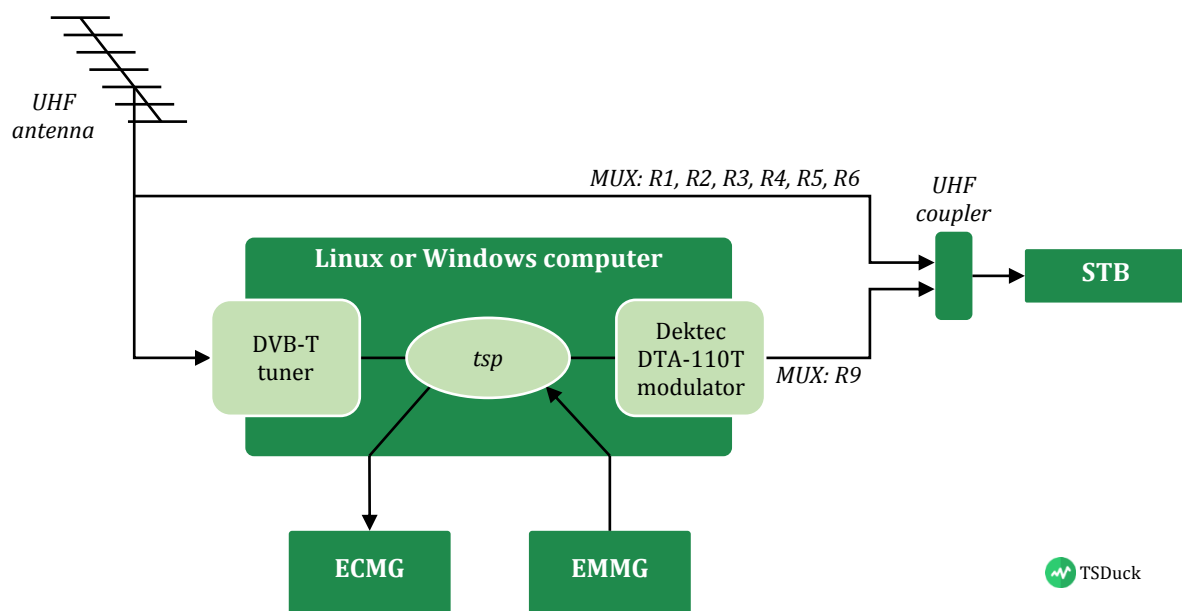 UHF
antenna
MUX: R1, R2, R3, R4, R5, R6
UHF
coupler
Linux or Windows computer
STB
DVB-T
tuner
tsp
Dektec
DTA-110T
modulator
MUX: R9
ECMG
EMMG
TSDuck